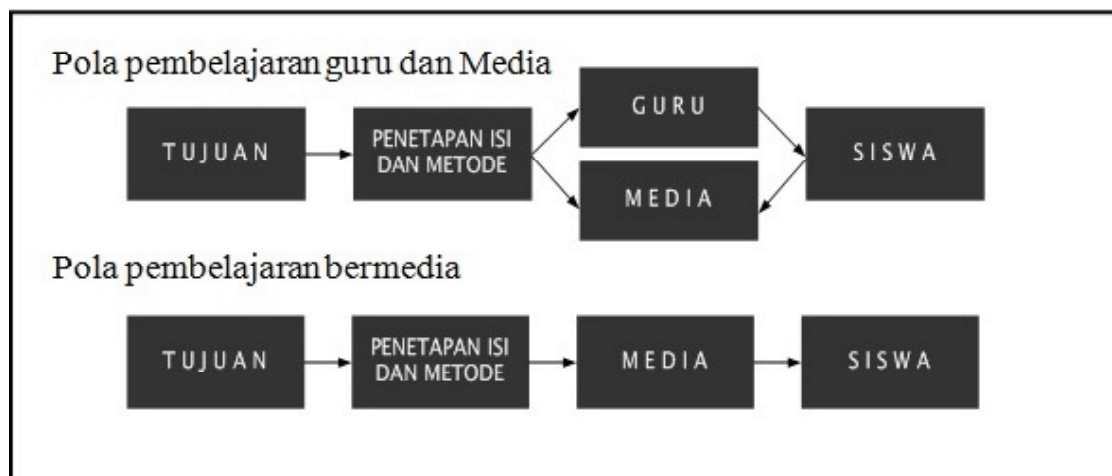 Pola pembelajaran guru dan Media
TUJUAN
PENETAPAN ISI
DAN METODE
GURU
MEDIA
SISWA
Pola pembelajaran bermedia
TUJUAN
PENETAPAN ISI
DAN METODE
MEDIA
SISWA